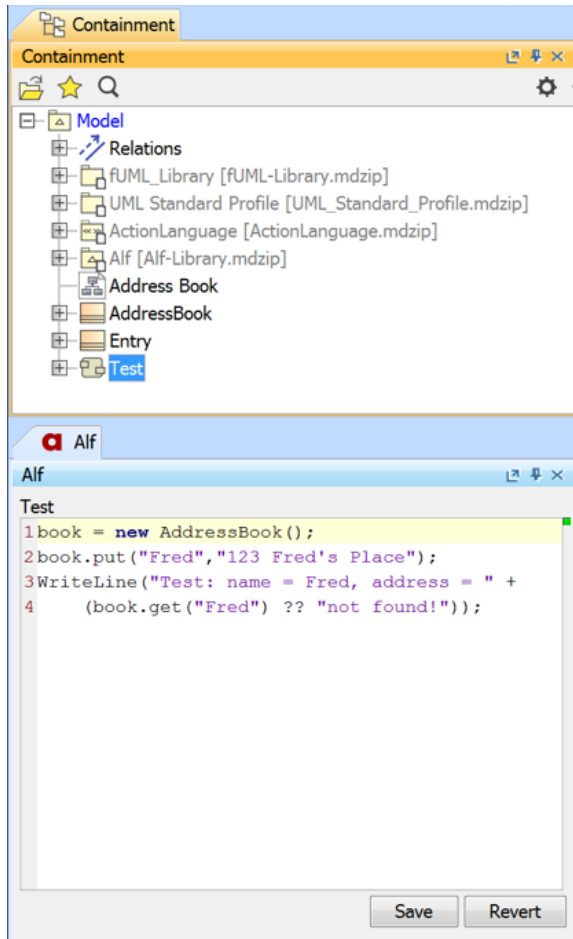 Containment
Containment
Model
Relations
fUML_Library [fUML-Library.mdzip]
UML Standard Profile [UML_Standard_Profile.mdzip]
ActionLanguage [ActionLanguage.mdzip]
Alf [Alf-Library.mdzip]
Address Book
AddressBook
Entry
Test
a Alf
Alf
Test
1 book = new AddressBook();
2 book.put("Fred","123 Fred's Place");
3 WriteLine("Test: name = Fred, address = " +
4     (book.get("Fred") ?? "not found!"));
Save Revert